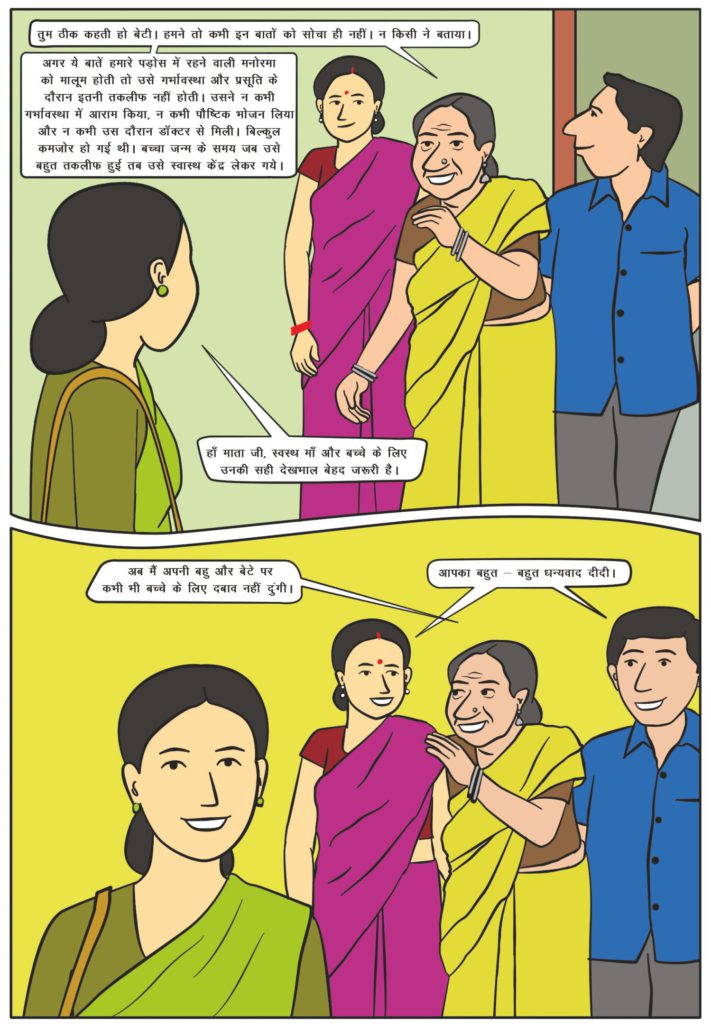 तुम ठीक कहती हो बेटी। हमने तो कभी इन बातों को सोचा ही नहीं। न किसी ने बताया।
अगर ये बातें हमारे पड़ोस में रहने वाली मनोरमा
को मालूम होती तो उसे गर्भावस्था और प्रसूति के
दौरान इतनी तकलीफ नहीं होती। उसने न कभी
गर्भावस्था में आराम किया, न कभी पौष्टिक भोजन लिया
और न कभी उस दौरान डॉक्टर से मिली। बिल्कुल
कमजोर हो गई थी। बच्चा जन्म के समय जब उसे
बहुत तकलीफ हुई तब उसे स्वास्थ केंद्र लेकर गये।
हाँ माता जी, स्वस्थ माँ और बच्चे के लिए
उनकी सही देखभाल बेहद जरूरी है।
अब मैं अपनी बहु और बेटे पर
कभी भी बच्चे के लिए दबाव नहीं दुंगी।
आपका बहुत – बहुत धन्यवाद दीदी।